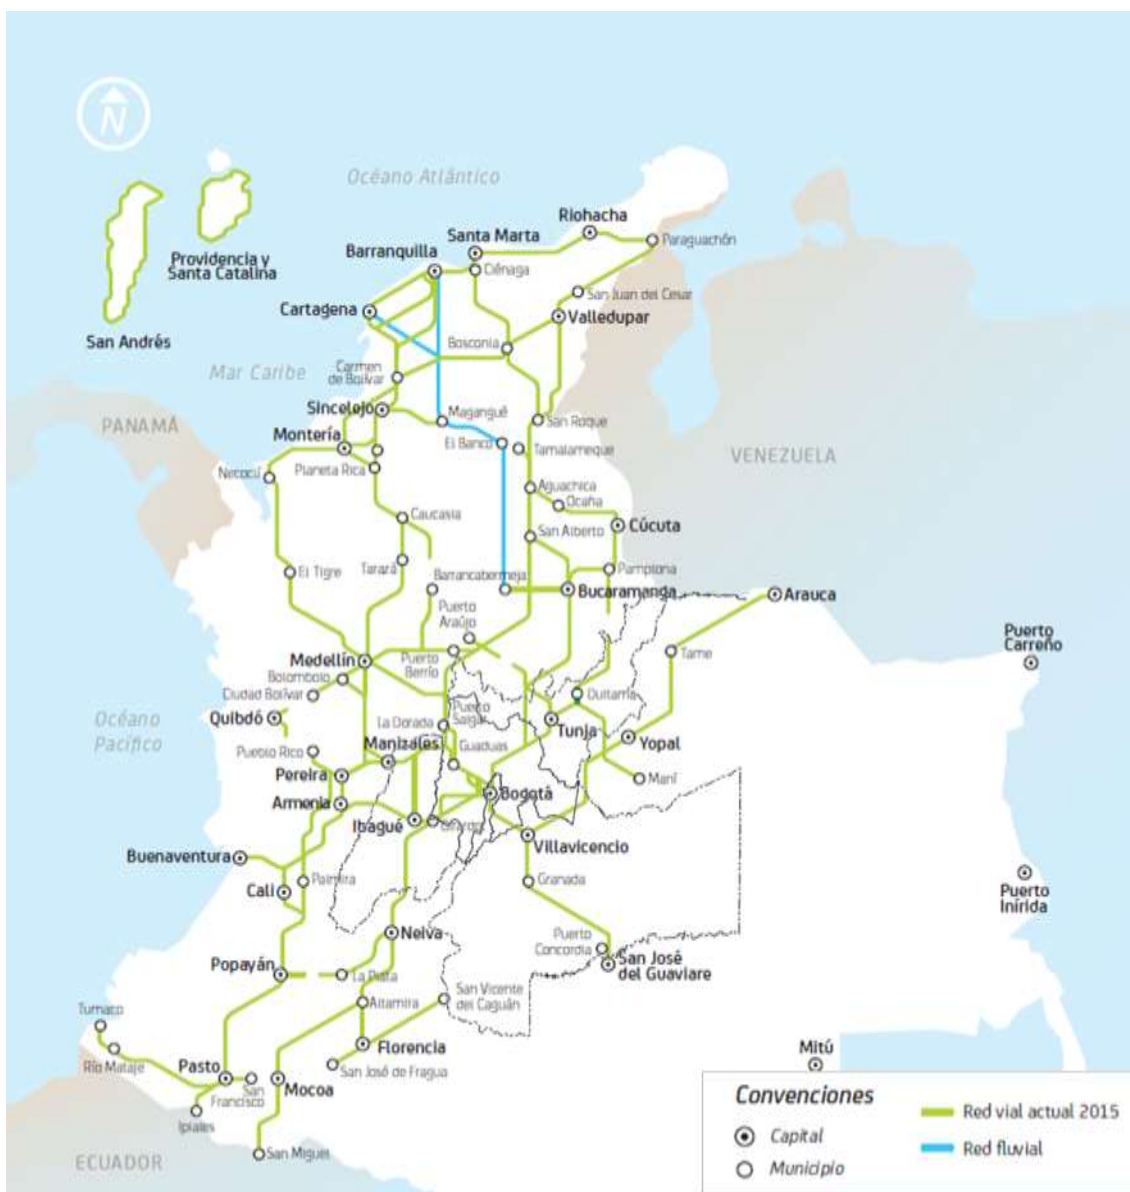 N
Océano Atlántico
Riohacha
Santa Marta
Paraguachón
Barranquilla
Ciénaga
Providencia y
Santa Catalina
San Juan del Cesar
Cartagena
Valledupar
San Andrés
Bosconia
Mar Caribe
Carmen
de Bolívar
Sincelejo
Magangué
San Roque
PANAMÁ
Montería
El Banco
Tamalameque
VENEZUELA
Necoclí
Planeta Rica
Aguachica
Ocaña
Caucasia
San Alberto
Cúcuta
El Tigre
Tarazá
Barrancabermeja
Pamplona
Bucaramanga
Arauca
Puerto
Araújo
Puerto
Carreño
Medellín
Puerto
Berrío
Tame
Bolombolo
Ciudad Bolívar
Duitama
Océano
Pacífico
Quibdó
La Dorada
Puerto
Salgar
Tunja
Yopal
Pueblo Rico
Manizales
Guaduas
Pereira
Maní
Armenia
Bogotá
Ibagué
Girardot
Villavicencio
Buenaventura
Cali
Palmira
Granada
Puerto
Inírida
Neiva
Puerto
Concordia
Popayán
La Plata
San José
del Guaviare
San Vicente
del Caguán
Altamira
Tumaco
Río Mataje
Florencia
Mitú
Pasto
San José de Fragua
San
Francisco
Mocoa
Ipiales
San Miguel
ECUADOR
Convenciones
Capital
Municipio
Red vial actual 2015
Red fluvial